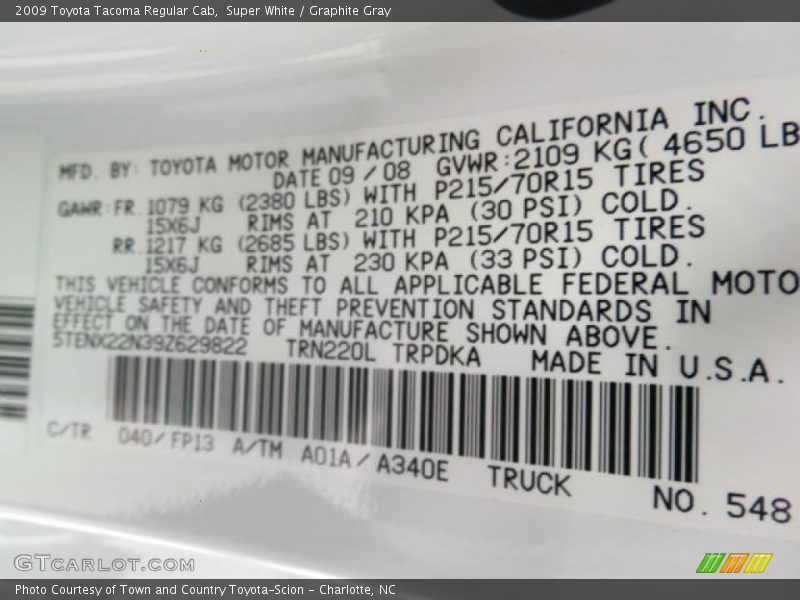 2009 Toyota Tacoma Regular Cab,  Super White / Graphite Gray
MFD. BY: TOYOTA MOTOR MANUFACTURING CALIFORNIA INC.
DATE 09 / 08 GVWR:2109 KG( 4650 LB
GAWR:FR.1079 KG (2380 LBS) WITH P215/70R15 TIRES
15X6J RIMS AT 210 KPA (30 PSI) COLD.
RR.1217 KG (2685 LBS) WITH P215/70R15 TIRES
15X6J RIMS AT 230 KPA (33 PSI) COLD.
THIS VEHICLE CONFORMS TO ALL APPLICABLE FEDERAL MOTO
VEHICLE SAFETY AND THEFT PREVENTION STANDARDS IN
EFFECT ON THE DATE OF MANUFACTURE SHOWN ABOVE.
5TENX22N39Z629822 TRN220L TRPDKA MADE IN U.S.A.
C/TR 040/FP13 A/TM A01A/A340E TRUCK NO. 548
GTCARLOT.COM
Photo Courtesy of Town and Country Toyota-Scion - Charlotte, NC